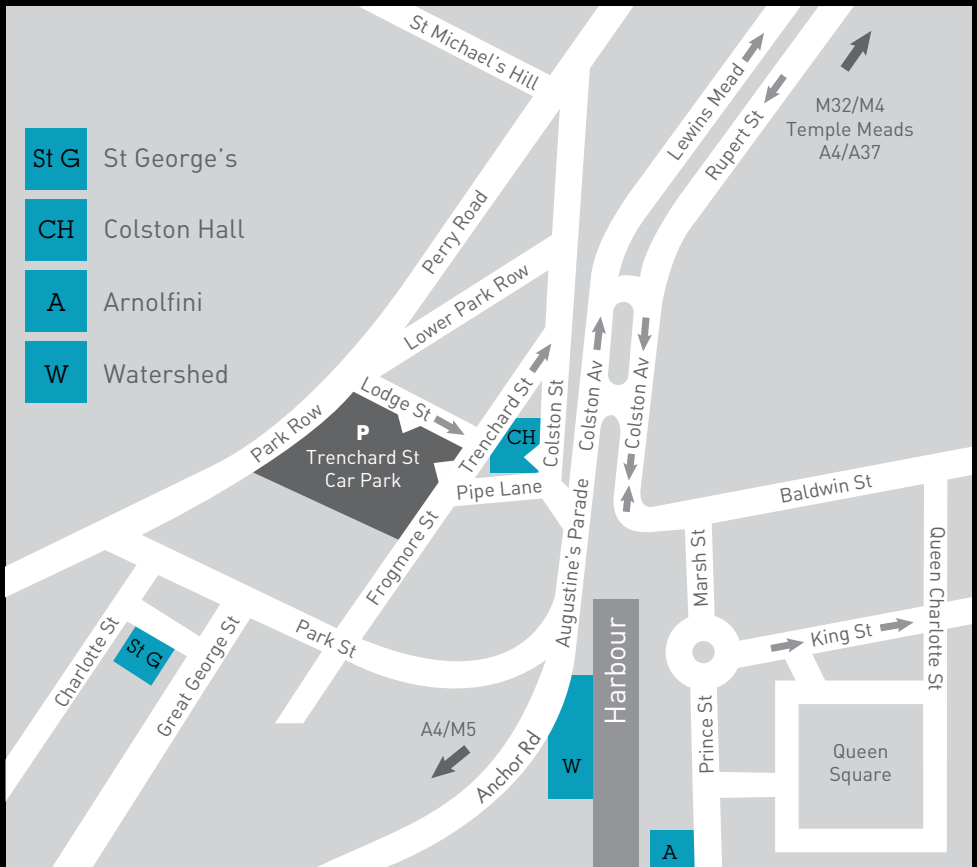 St Michael's Hill
Lewins Mead
Rupert St
M32/M4
Temple Meads
A4/A37
St G
St George's
CH
Colston Hall
A
Arnolfini
W
Watershed
Perry Road
Lower Park Row
Lodge St
Park Row
P
Trenchard St
Car Park
Trenchard St
CH
Colston St
Colston Av
Colston Av
Pipe Lane
Baldwin St
Frogmore St
Augustine's Parade
Marsh St
Queen Charlotte St
King St
Charlotte St
St G
Great George St
Park St
Harbour
Prince St
A4/M5
Anchor Rd
W
Queen
Square
A